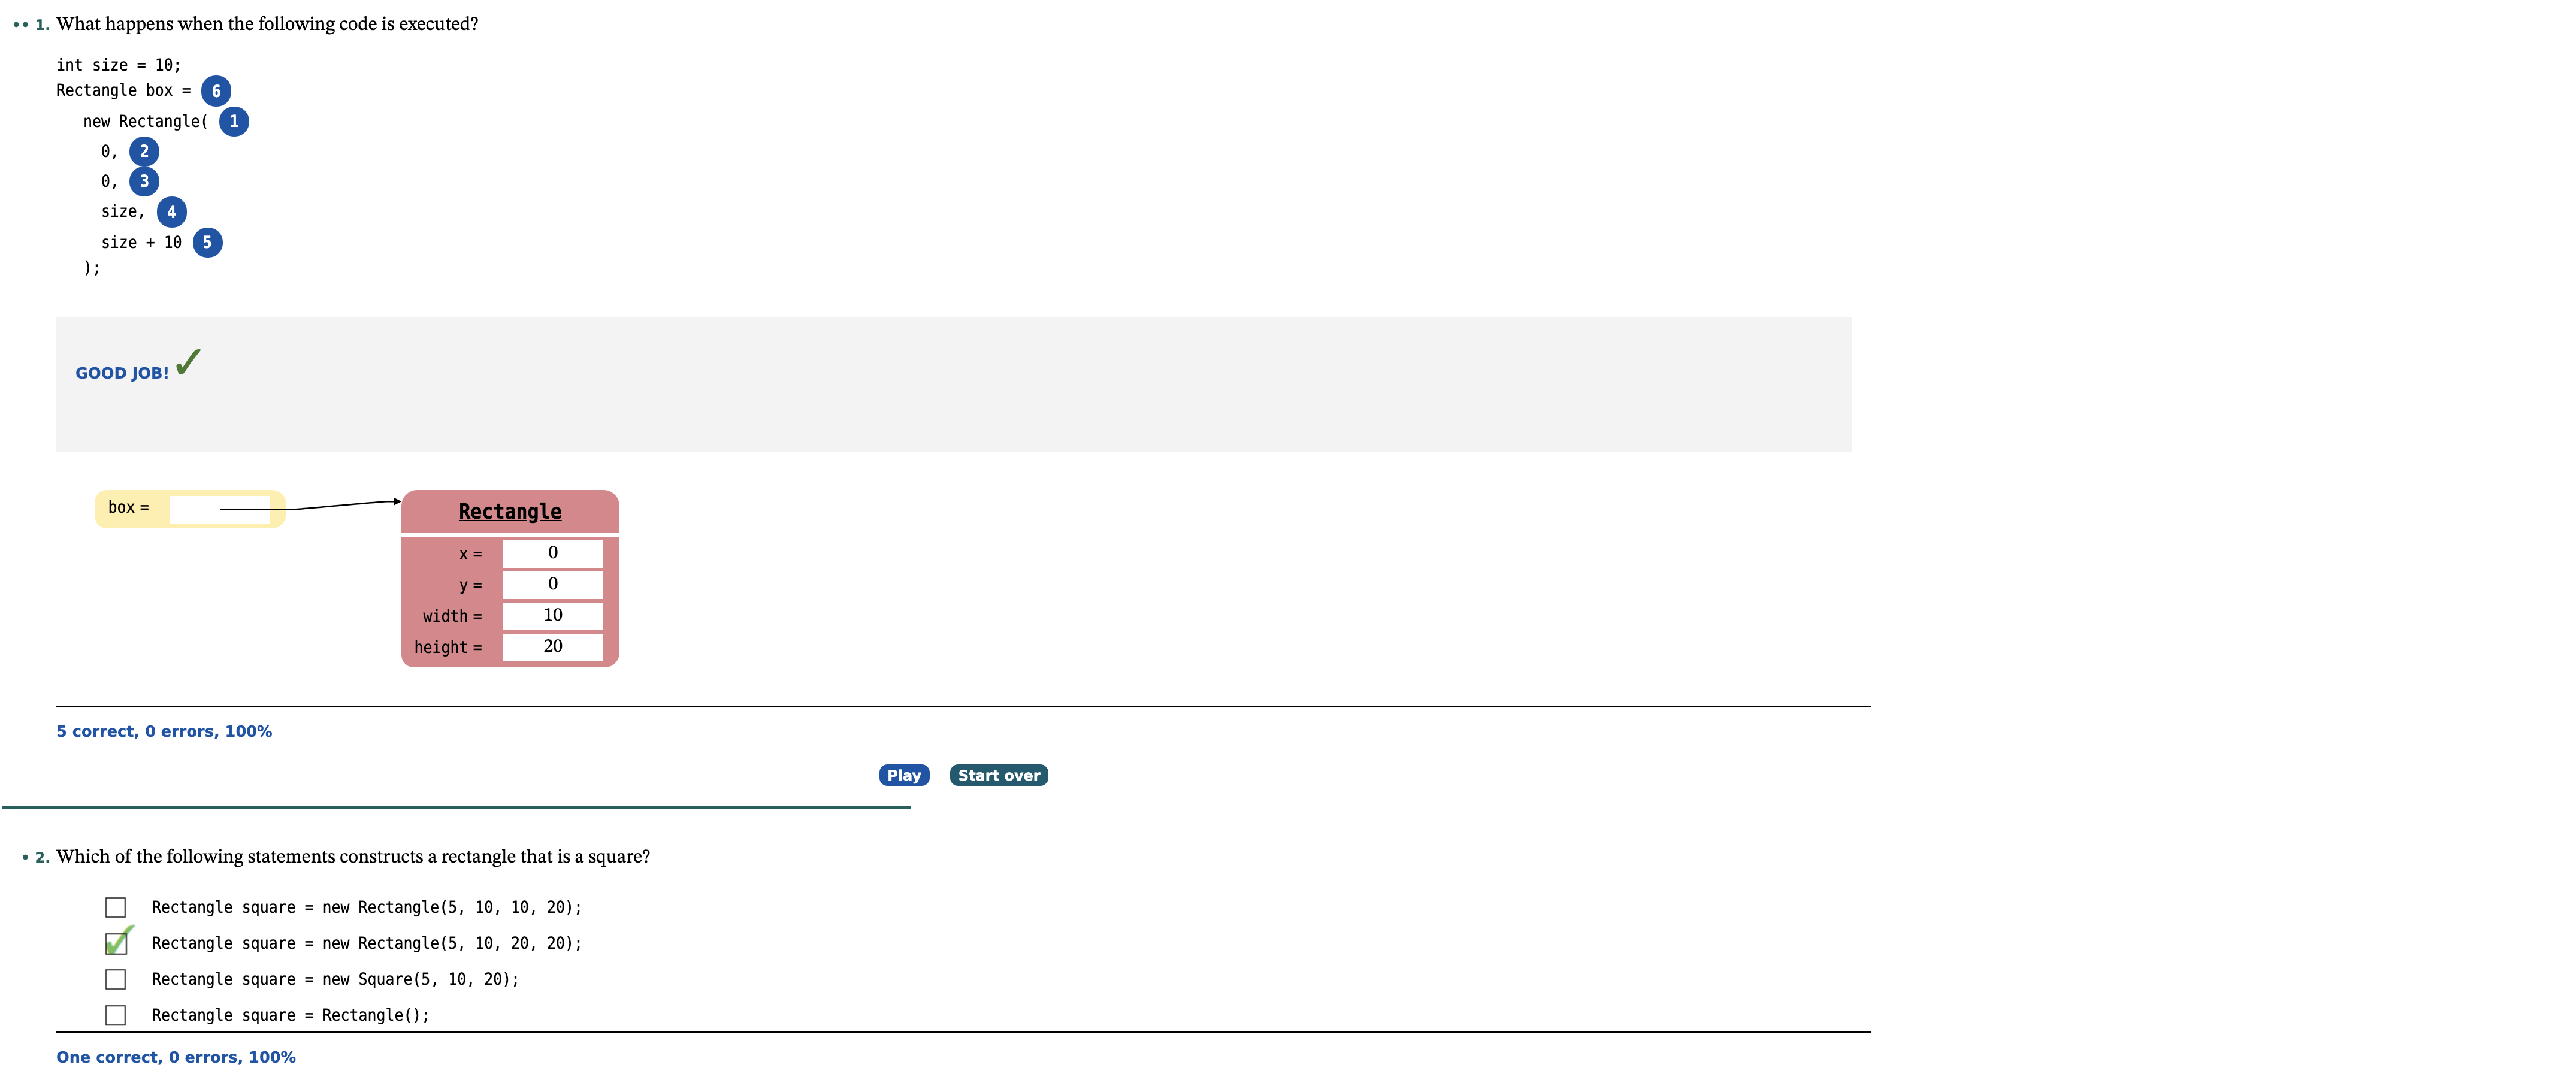 •• 1. What happens when the following code is executed?
int size = 10;
Rectangle box = 6
new Rectangle( 1
0, 2
0, 3
size, 4
size + 10 5
);
GOOD JOB! ✓
box =
Rectangle
x = 0
y = 0
width = 10
height = 20
5 correct, 0 errors, 100%
Play Start over
• 2. Which of the following statements constructs a rectangle that is a square?
Rectangle square = new Rectangle(5, 10, 10, 20);
Rectangle square = new Rectangle(5, 10, 20, 20);
Rectangle square = new Square(5, 10, 20);
Rectangle square = Rectangle();
One correct, 0 errors, 100%